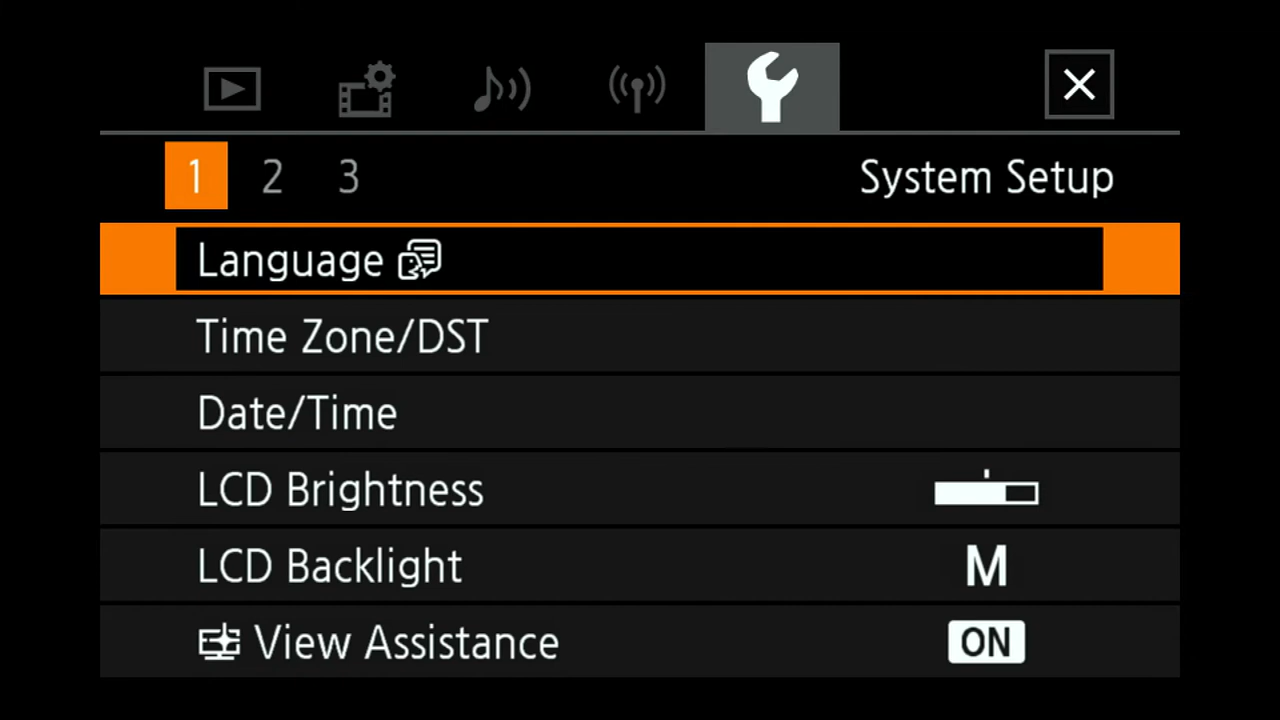 1 2 3 System Setup
Language
Time Zone/DST
Date/Time
LCD Brightness
LCD Backlight M
View Assistance ON